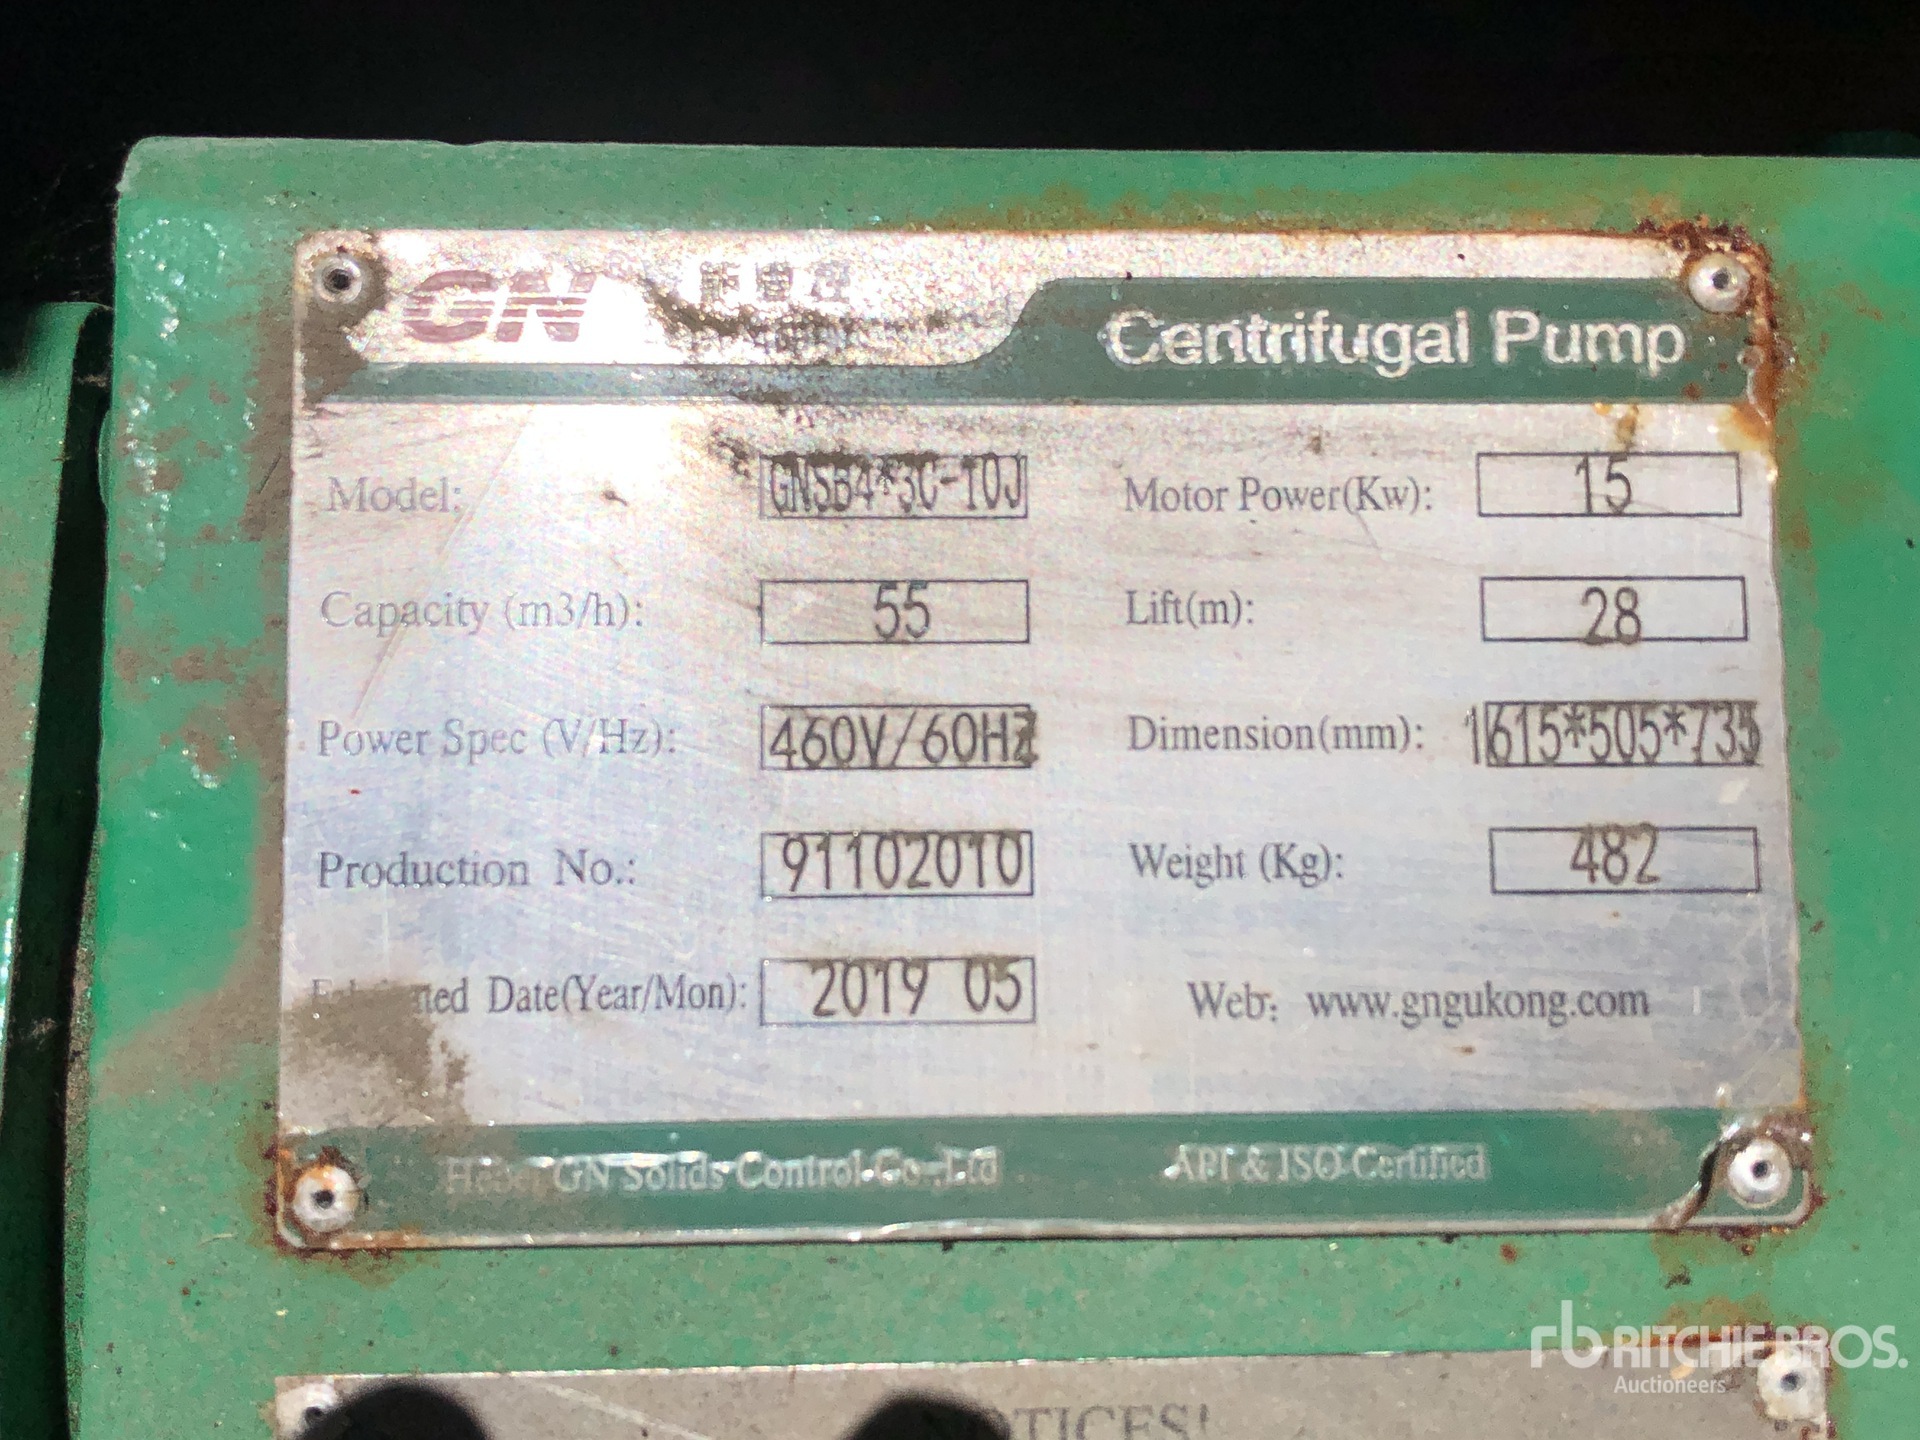 GN®
Centrifugal Pump
Model: GNSB4*3C-10J Motor Power(Kw): 15
Capacity (m3/h): 55 Lift(m): 28
Power Spec (V/Hz): 460V/60HZ Dimension(mm): 1615*505*735
Production No.: 91102010 Weight (Kg): 482
Date(Year/Mon): 2019 05 Web: www.gngukong.com
Hebei GN Solids Control Co.,Ltd API & ISO Certified
rb RITCHIE BROS.
Auctioneers